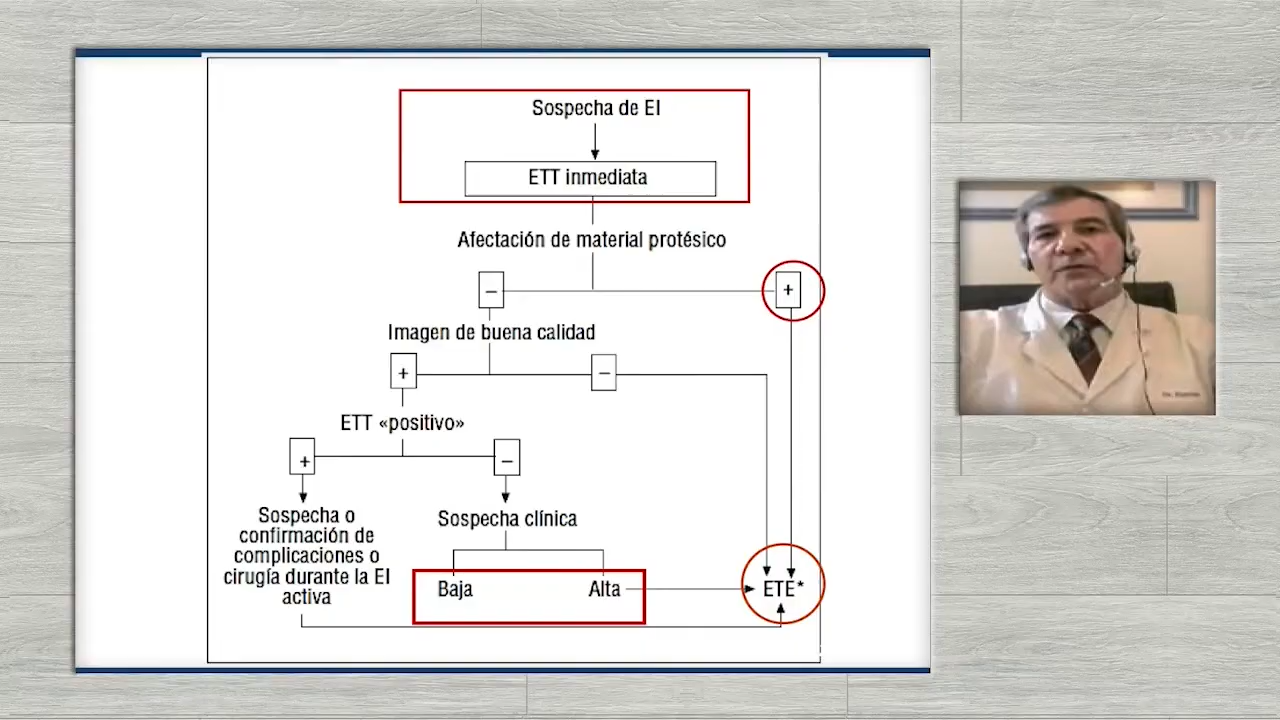 Sospecha de EI
ETT inmediata
Afectación de material protésico
– +
Imagen de buena calidad
+ –
ETT «positivo»
+ –
Sospecha o
confirmación de
complicaciones o
cirugía durante la EI
activa
Sospecha clínica
Baja Alta
ETE*